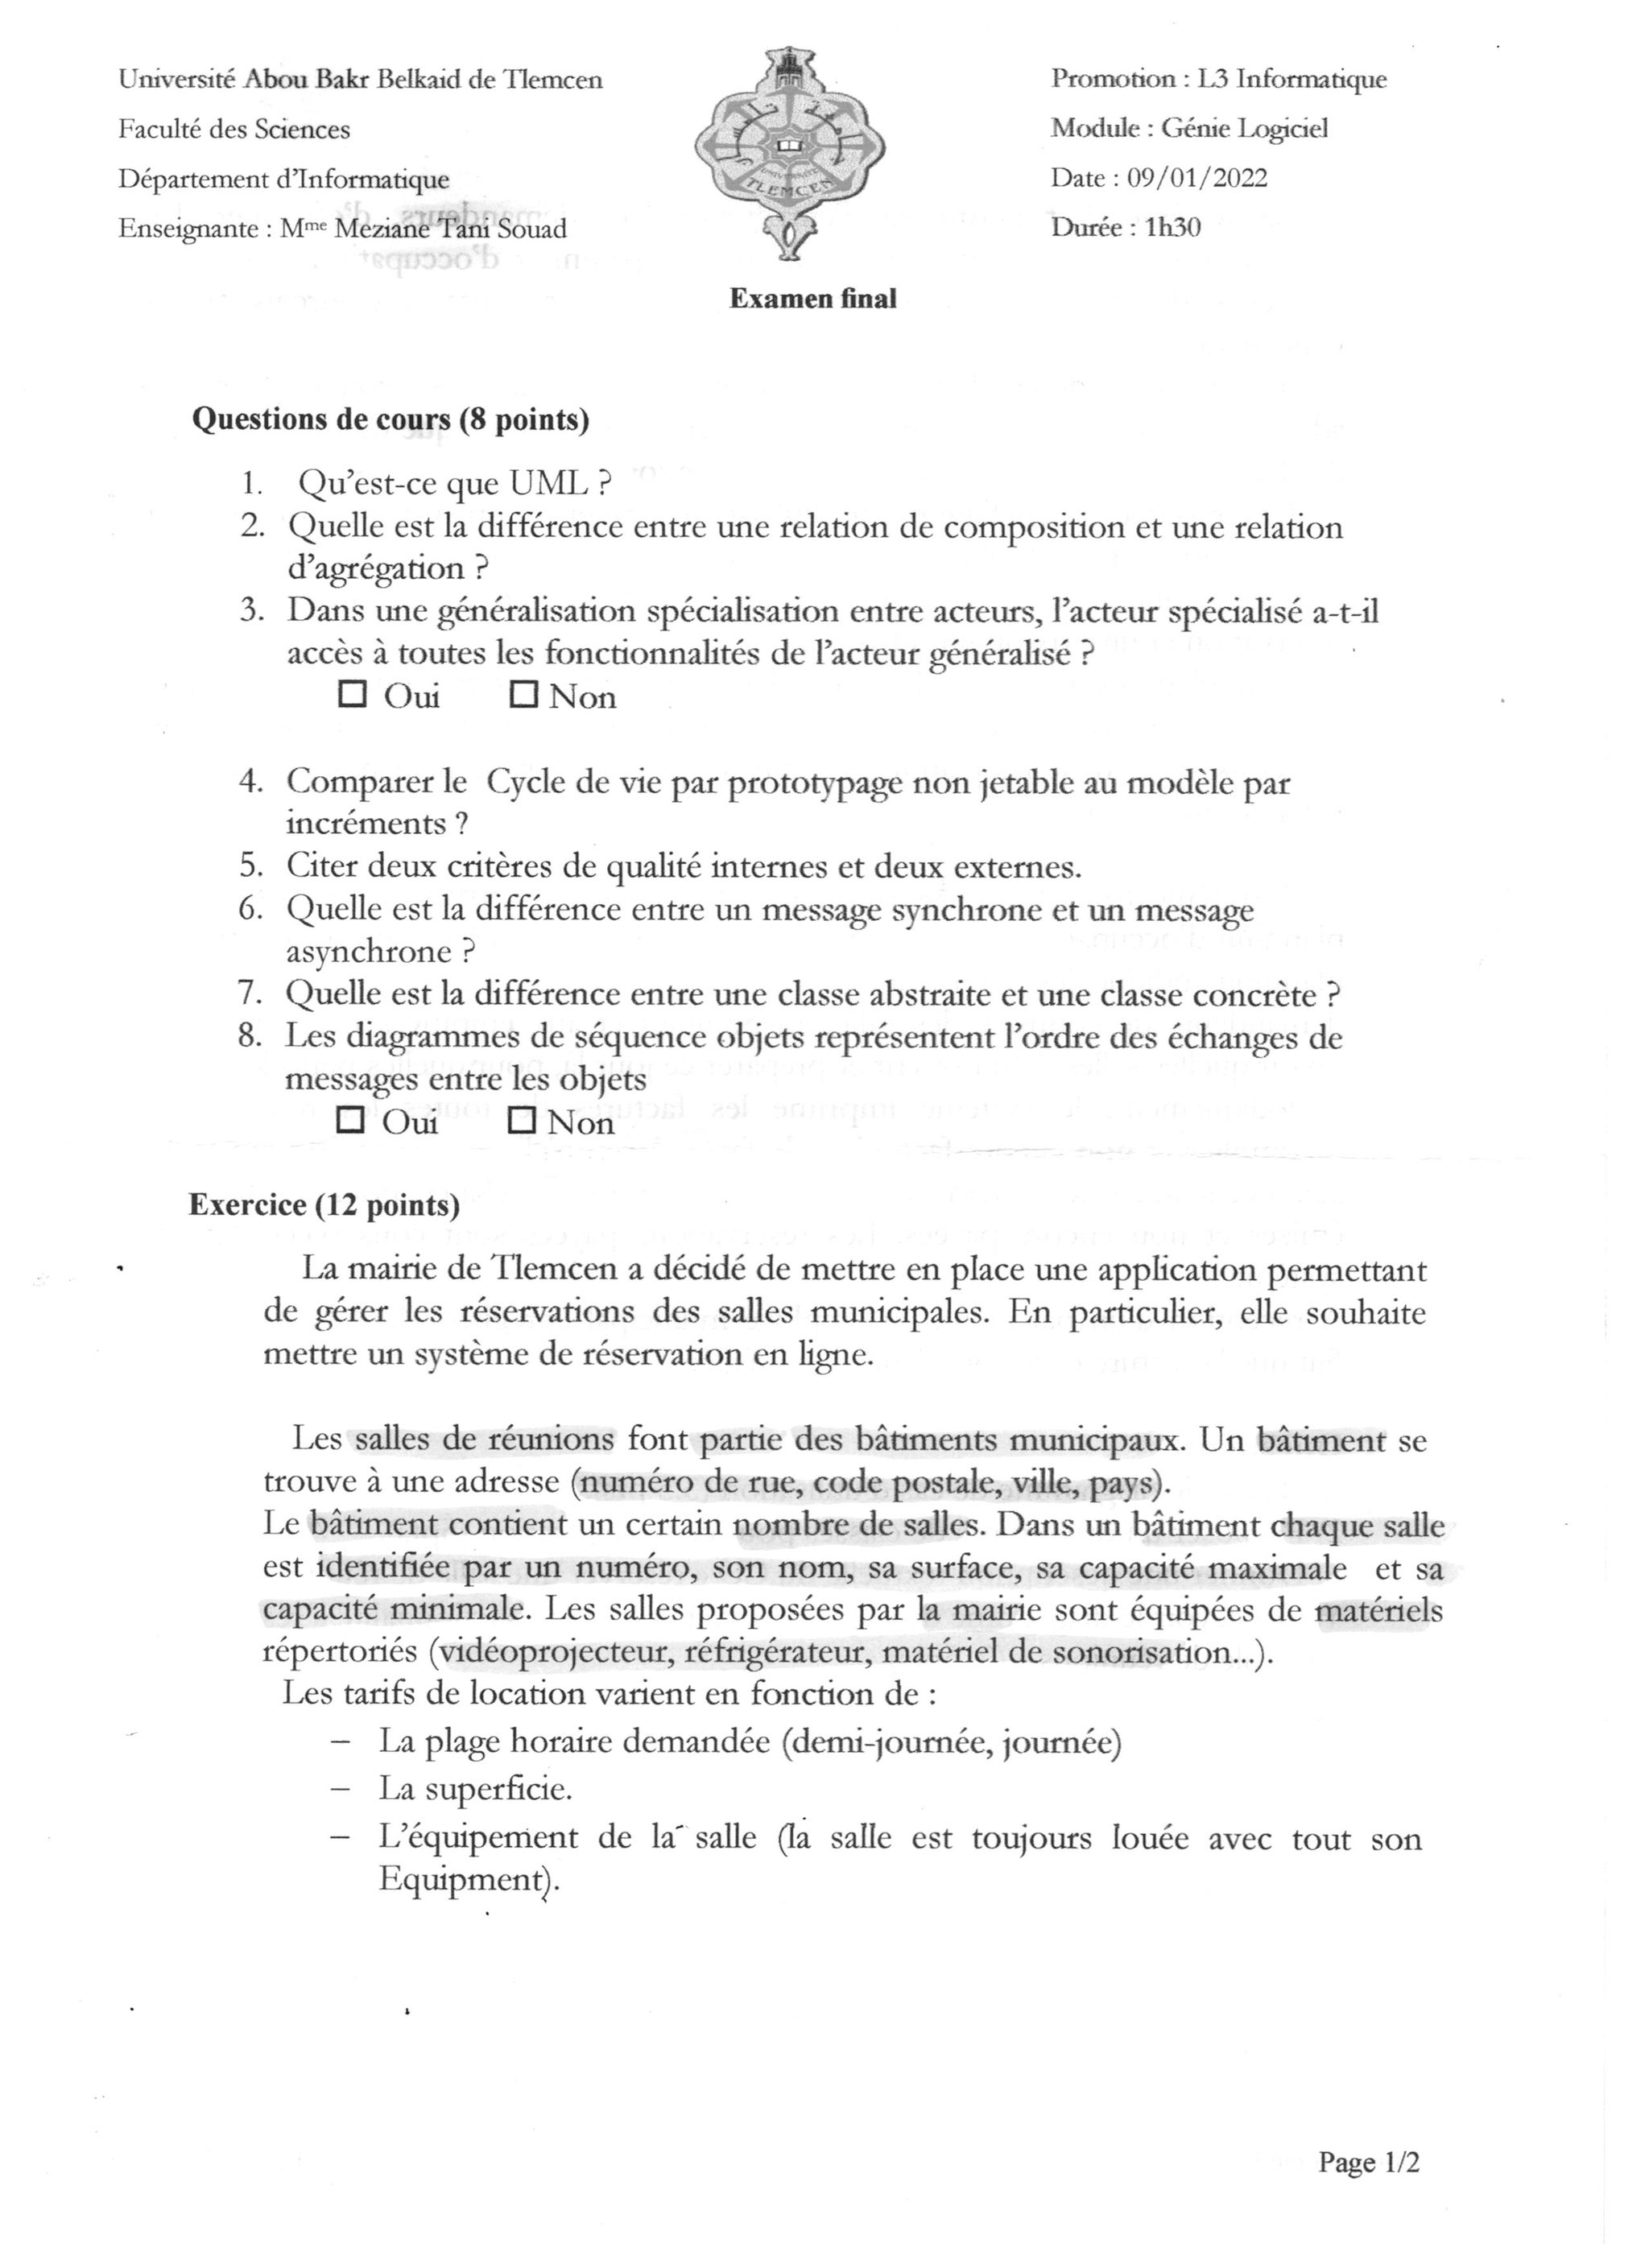 Université Abou Bakr Belkaid de Tlemcen
Faculté des Sciences
Département d'Informatique
Enseignante : Mme Meziane Tani Souad
UNIVERSITÉ
TLEMCEN
Promotion : L3 Informatique
Module : Génie Logiciel
Date : 09/01/2022
Durée : 1h30
Examen final
Questions de cours (8 points)
1. Qu'est-ce que UML ?
2. Quelle est la différence entre une relation de composition et une relation
d'agrégation ?
3. Dans une généralisation spécialisation entre acteurs, l'acteur spécialisé a-t-il
accès à toutes les fonctionnalités de l'acteur généralisé ?
☐ Oui ☐ Non
4. Comparer le Cycle de vie par prototypage non jetable au modèle par
incréments ?
5. Citer deux critères de qualité internes et deux externes.
6. Quelle est la différence entre un message synchrone et un message
asynchrone ?
7. Quelle est la différence entre une classe abstraite et une classe concrète ?
8. Les diagrammes de séquence objets représentent l'ordre des échanges de
messages entre les objets
☐ Oui ☐ Non
Exercice (12 points)
La mairie de Tlemcen a décidé de mettre en place une application permettant
de gérer les réservations des salles municipales. En particulier, elle souhaite
mettre un système de réservation en ligne.
Les salles de réunions font partie des bâtiments municipaux. Un bâtiment se
trouve à une adresse (numéro de rue, code postale, ville, pays).
Le bâtiment contient un certain nombre de salles. Dans un bâtiment chaque salle
est identifiée par un numéro, son nom, sa surface, sa capacité maximale et sa
capacité minimale. Les salles proposées par la mairie sont équipées de matériels
répertoriés (vidéoprojecteur, réfrigérateur, matériel de sonorisation...).
Les tarifs de location varient en fonction de :
– La plage horaire demandée (demi-journée, journée)
– La superficie.
– L'équipement de la salle (la salle est toujours louée avec tout son
Equipment).
Page 1/2